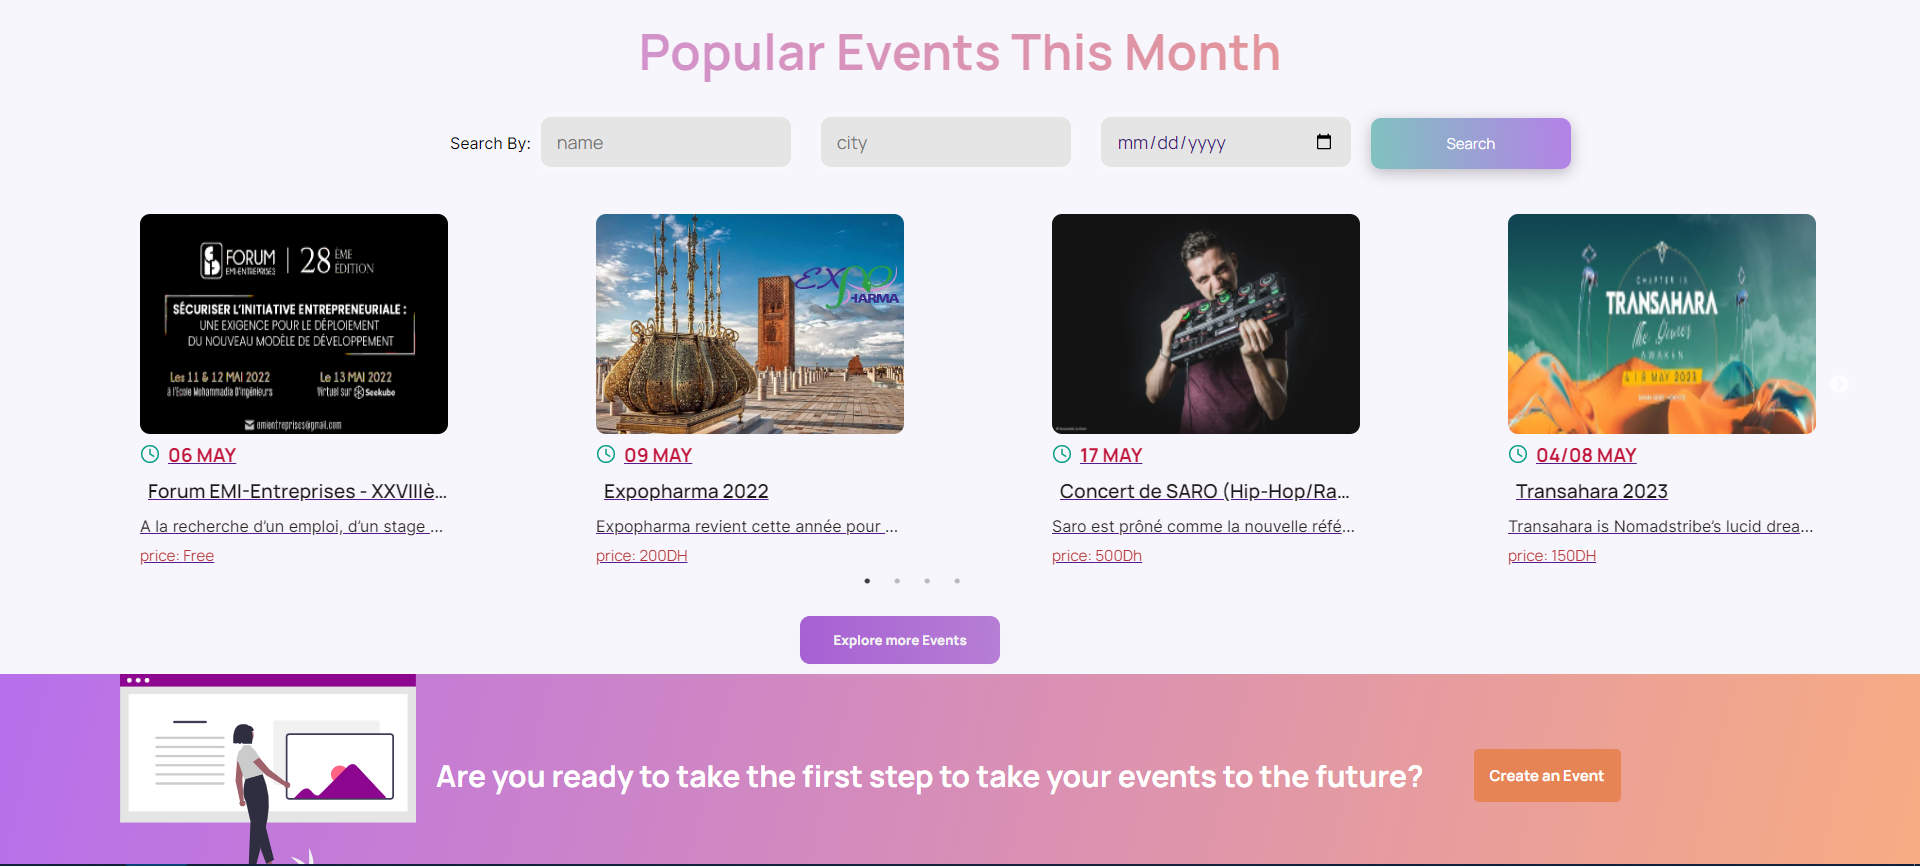 Popular Events This Month
Search By:
name
city
mm/dd/yyyy
Search
FORUM
EMI-ENTREPRISES
28 ÈME
ÉDITION
SÉCURISER L'INITIATIVE ENTREPRENEURIALE :
UNE EXIGENCE POUR LE DÉPLOIEMENT
DU NOUVEAU MODÈLE DE DÉVELOPPEMENT
Les 11 & 12 MAI 2022
à l'Ecole Mohammadia D'Ingénieurs
Le 13 MAI 2022
Virtuel sur Seekube
emientreprises@gmail.com
06 MAY
Forum EMI-Entreprises - XXVIIIè...
A la recherche d'un emploi, d'un stage ...
price: Free
EXPO
PHARMA
09 MAY
Expopharma 2022
Expopharma revient cette année pour ...
price: 200DH
17 MAY
Concert de SARO (Hip-Hop/Ra...
Saro est prôné comme la nouvelle réfé...
price: 500Dh
CHAPTER IX
TRANSAHARA
The Dunes
AWAKEN
MAY 2023
04/08 MAY
Transahara 2023
Transahara is Nomadstribe's lucid drea...
price: 150DH
Explore more Events
Are you ready to take the first step to take your events to the future?
Create an Event